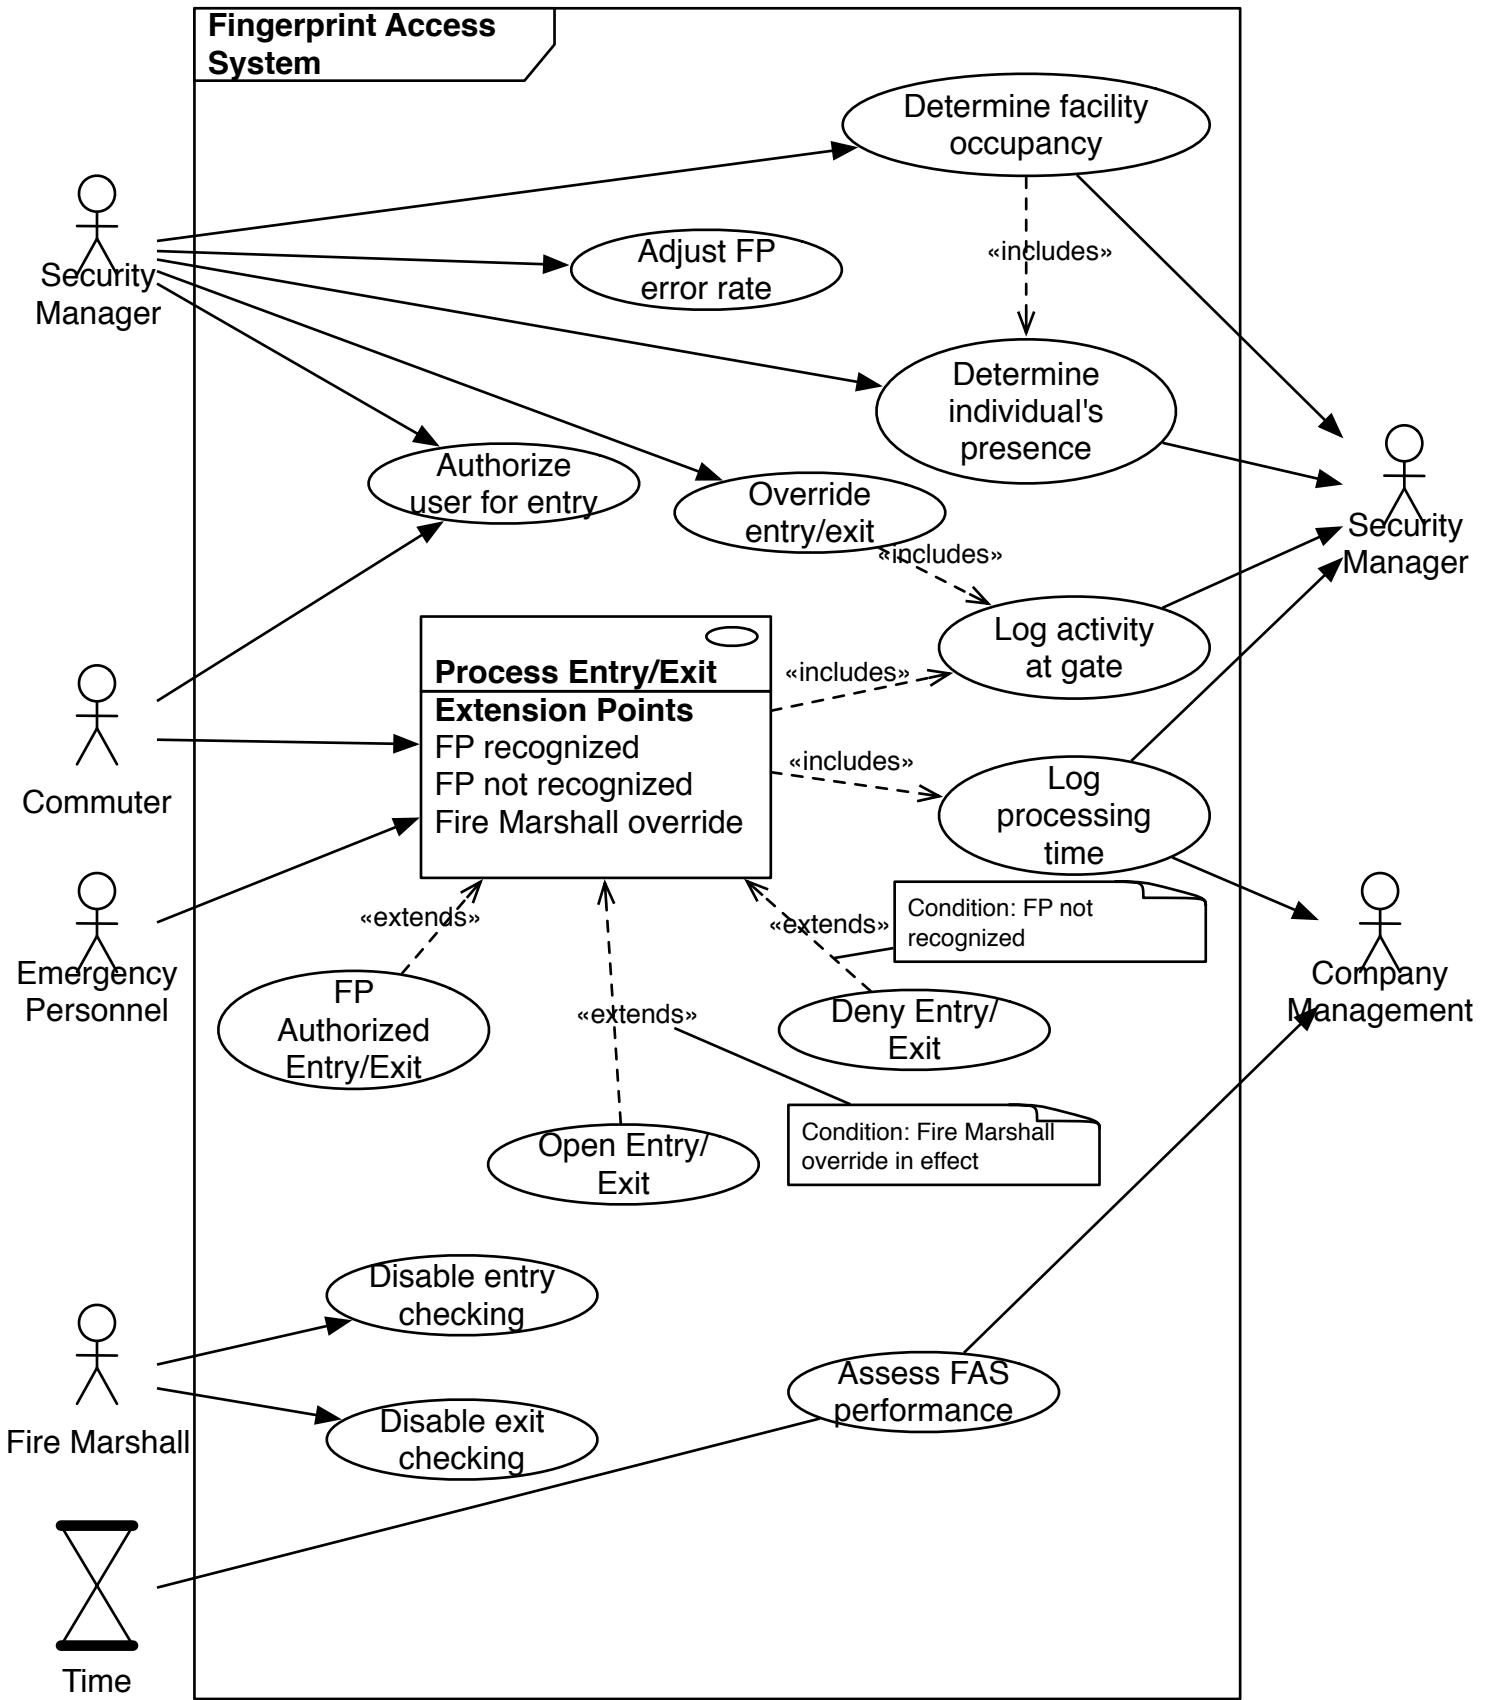 Fingerprint Access
System
Determine facility
occupancy
«includes»
Adjust FP
error rate
Security
Manager
Determine
individual's
presence
Authorize
user for entry
Override
entry/exit
«includes»
Security
Manager
Log activity
at gate
«includes»
Process Entry/Exit
Extension Points
FP recognized
FP not recognized
Fire Marshall override
«includes»
Log
processing
time
Commuter
«extends»
«extends»
Condition: FP not
recognized
Emergency
Personnel
Company
Management
FP
Authorized
Entry/Exit
«extends»
Deny Entry/
Exit
Open Entry/
Exit
Condition: Fire Marshall
override in effect
Disable entry
checking
Assess FAS
performance
Disable exit
checking
Fire Marshall
Time